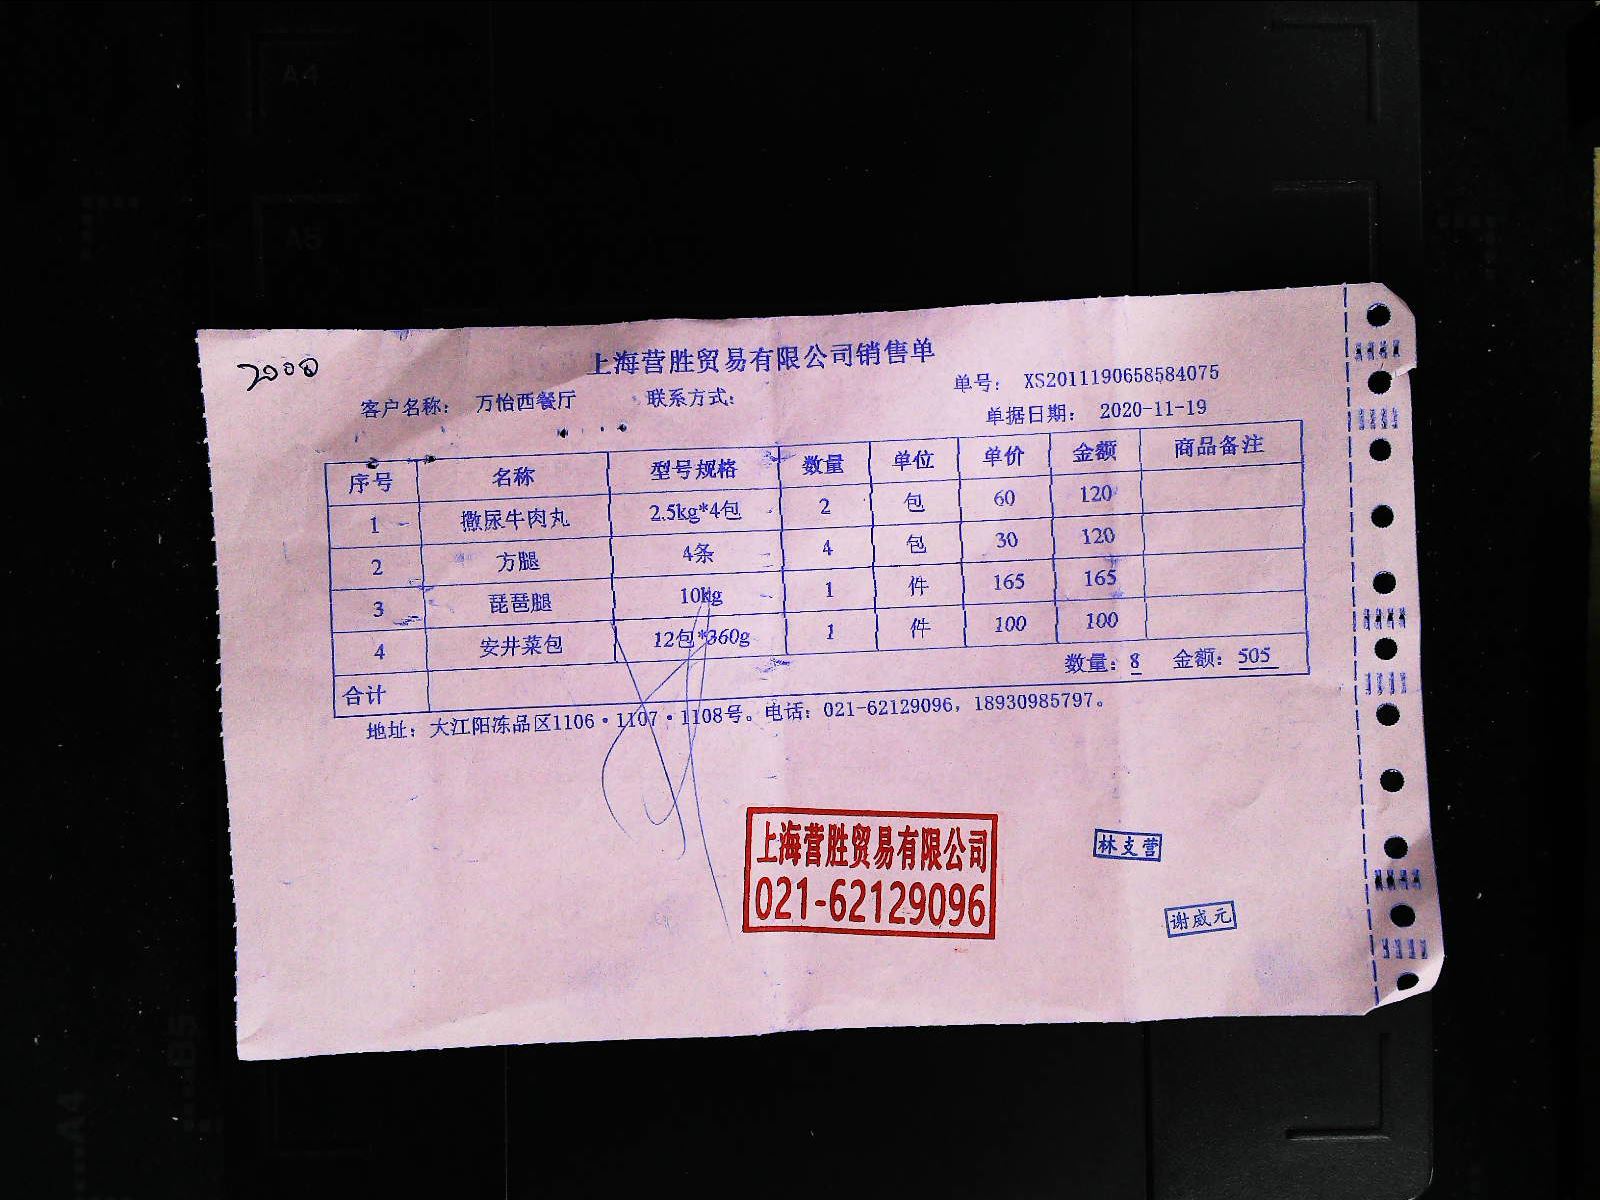 A4
A5
2000
上海营胜贸易有限公司销售单
客户名称： 万怡西餐厅 联系方式： 单号： XS2011190658584075
单据日期： 2020-11-19
序号 名称 型号规格 数量 单位 单价 金额 商品备注
1 撒尿牛肉丸 2.5kg*4包 2 包 60 120
2 方腿 4条 4 包 30 120
3 琵琶腿 10kg 1 件 165 165
4 安井菜包 12包*360g 1 件 100 100
合计 数量：8 金额：505
地址：大江阳冻品区1106·1107·1108号。电话：021-62129096，18930985797。
上海营胜贸易有限公司
021-62129096
林支营
谢威元
B5
A4